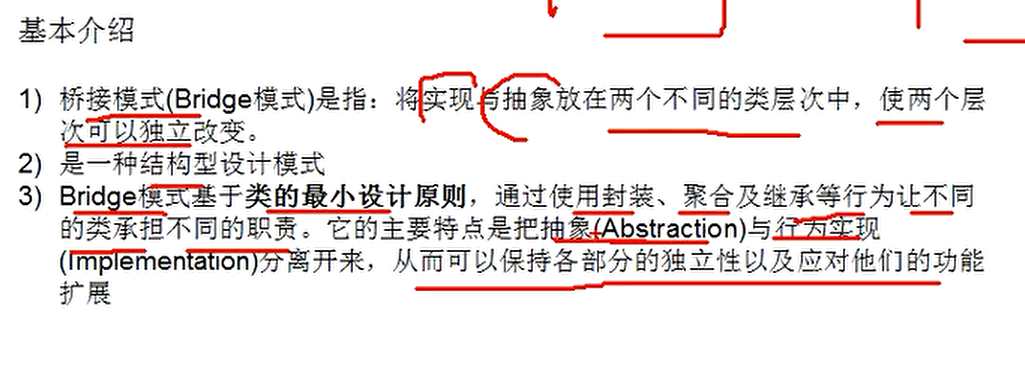 基本介绍
1) 桥接模式(Bridge模式)是指：将实现与抽象放在两个不同的类层次中，使两个层
次可以独立改变。
2) 是一种结构型设计模式
3) Bridge模式基于类的最小设计原则，通过使用封装、聚合及继承等行为让不同
的类承担不同的职责。它的主要特点是把抽象(Abstraction)与行为实现
(Implementation)分离开来，从而可以保持各部分的独立性以及应对他们的功能
扩展